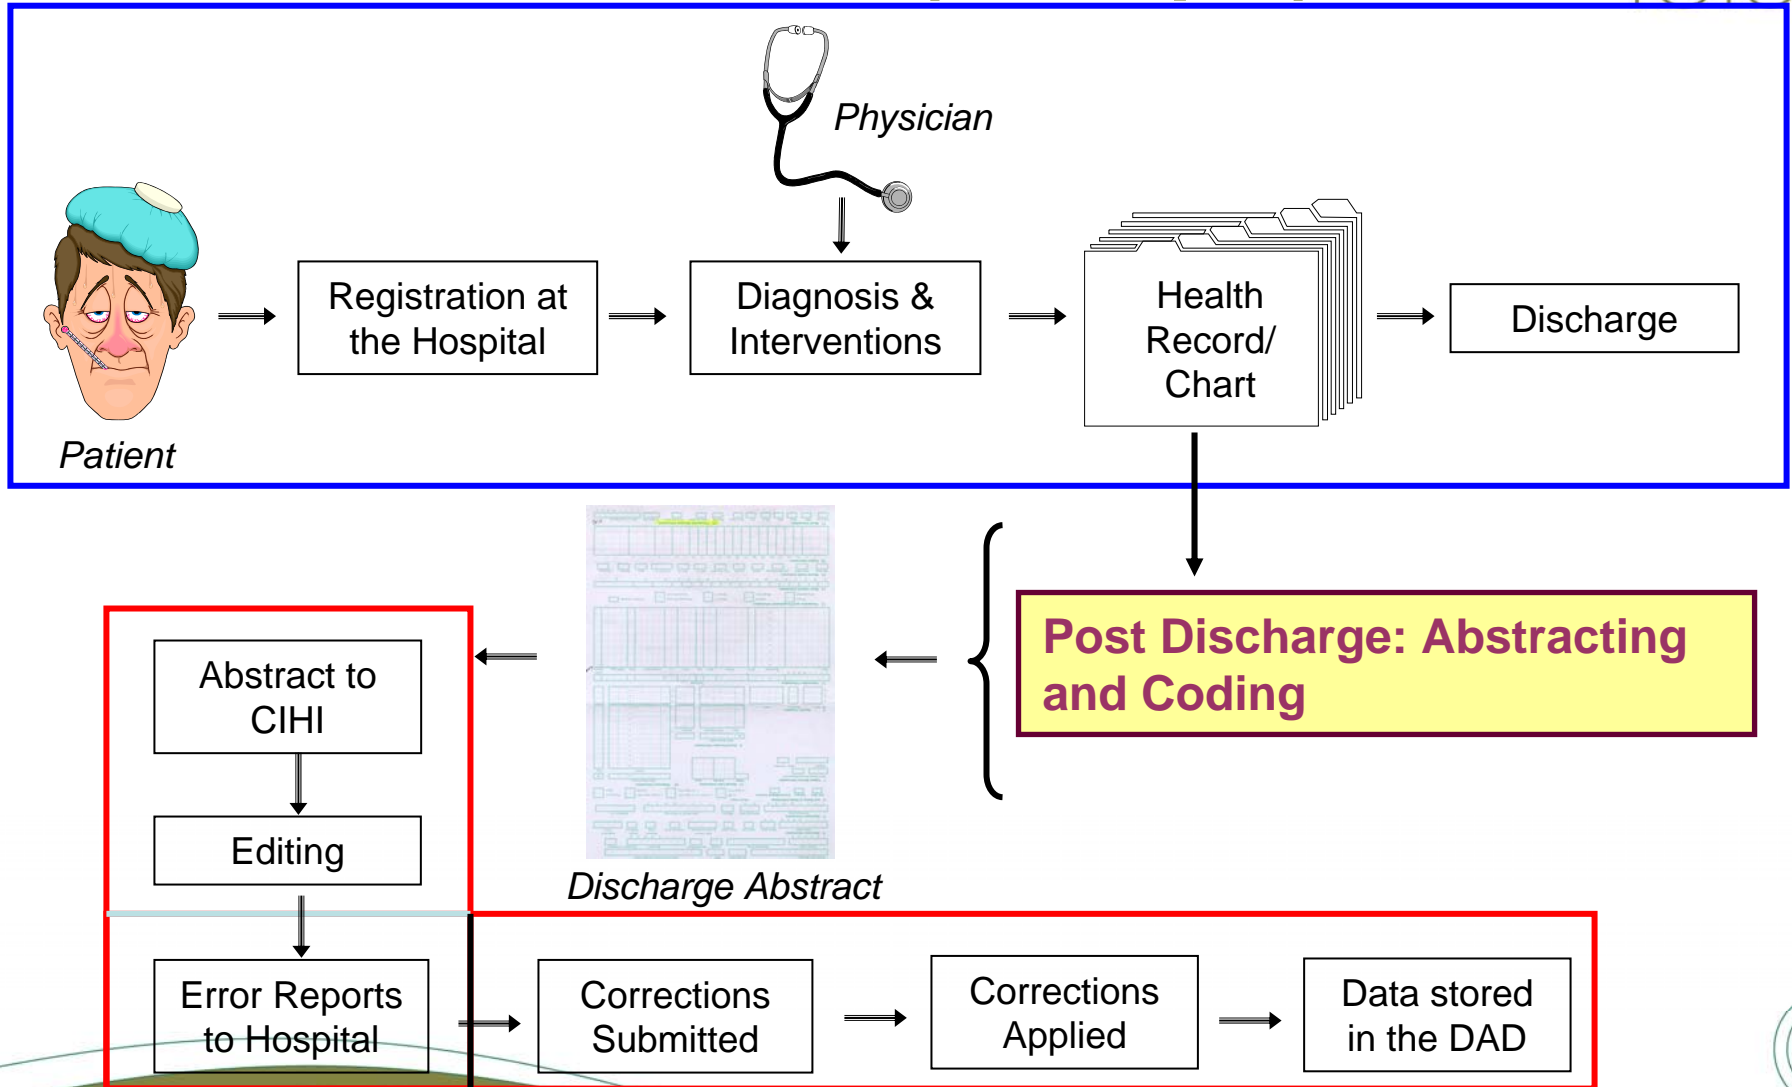 Physician
Registration at
the Hospital
Diagnosis &
Interventions
Health
Record/
Chart
Discharge
Patient
Post Discharge: Abstracting
and Coding
Abstract to
CIHI
Editing
Discharge Abstract
Error Reports
to Hospital
Corrections
Submitted
Corrections
Applied
Data stored
in the DAD